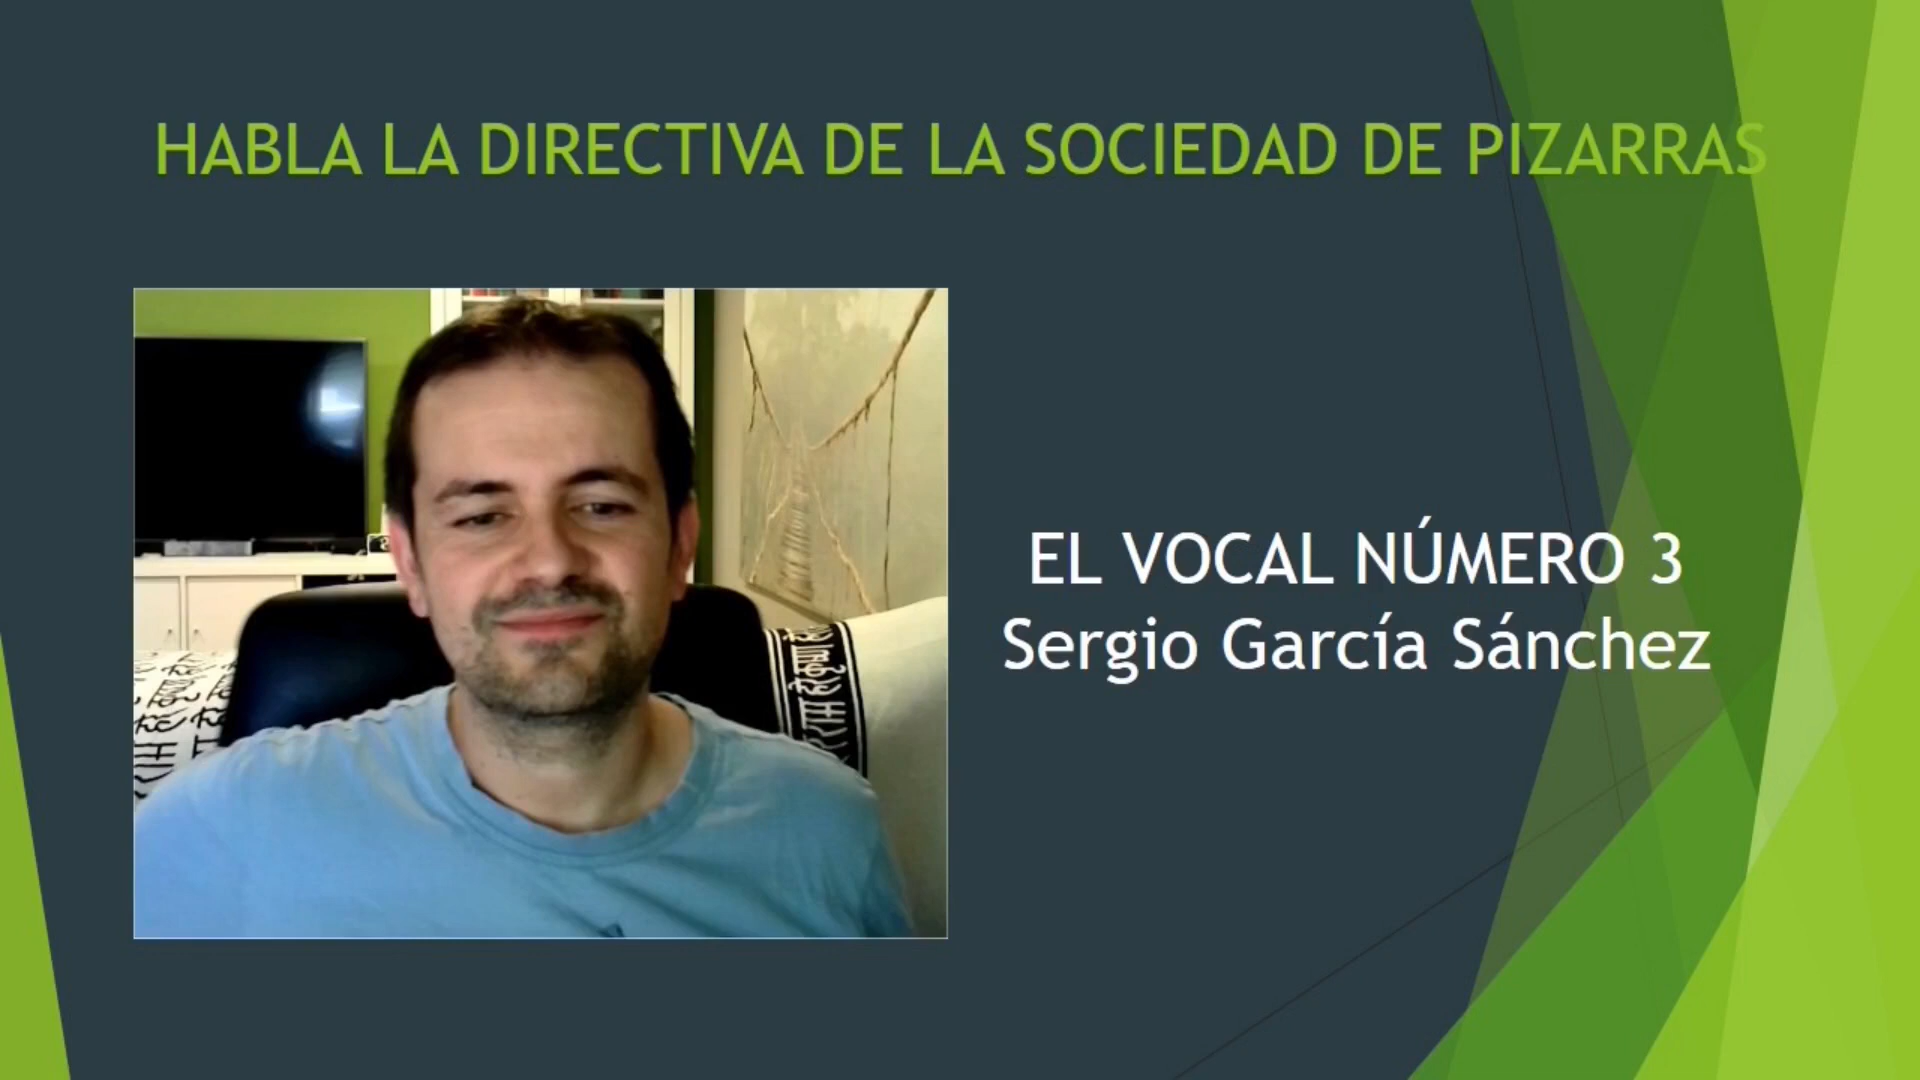 HABLA LA DIRECTIVA DE LA SOCIEDAD DE PIZARRAS
EL VOCAL NÚMERO 3
Sergio García Sánchez